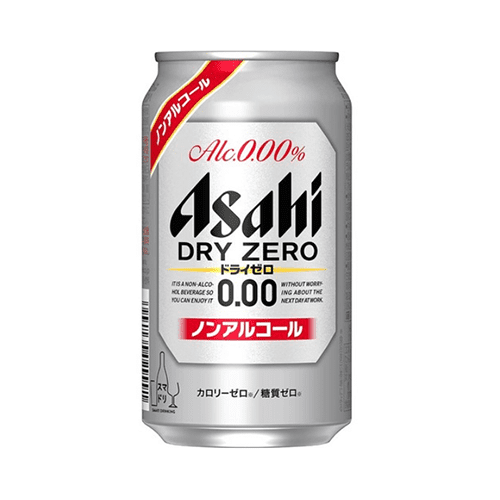 ノンアルコール
Alc.0.00%
Asahi
DRY ZERO
ドライゼロ
IT IS A NON-ALCO-
HOL BEVERAGE SO
YOU CAN ENJOY IT
0.00
WITHOUT WORRY-
ING ABOUT THE
NEXT DAY AT WORK.
ノンアルコール
スマ
ドリ
SMART DRINKING
カロリーゼロ※/糖質ゼロ※